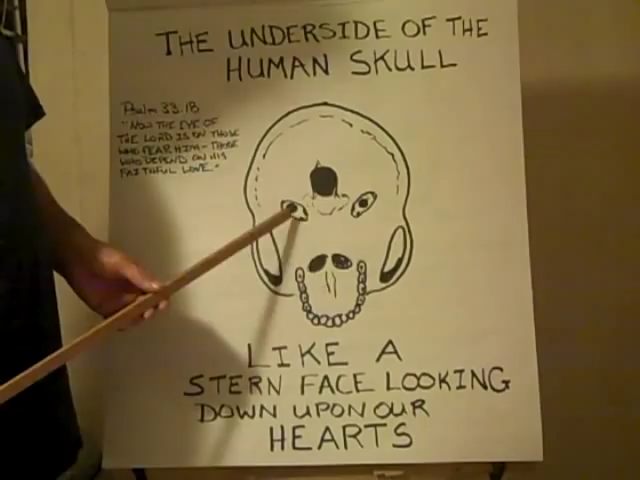 THE UNDERSIDE OF THE
HUMAN SKULL
Psalm 33:18
"NOW THE EYE OF
THE LORD IS ON THOSE
WHO FEAR HIM - THOSE
WHO DEPEND ON HIS
FAITHFUL LOVE."
LIKE A
STERN FACE LOOKING
DOWN UPON OUR
HEARTS